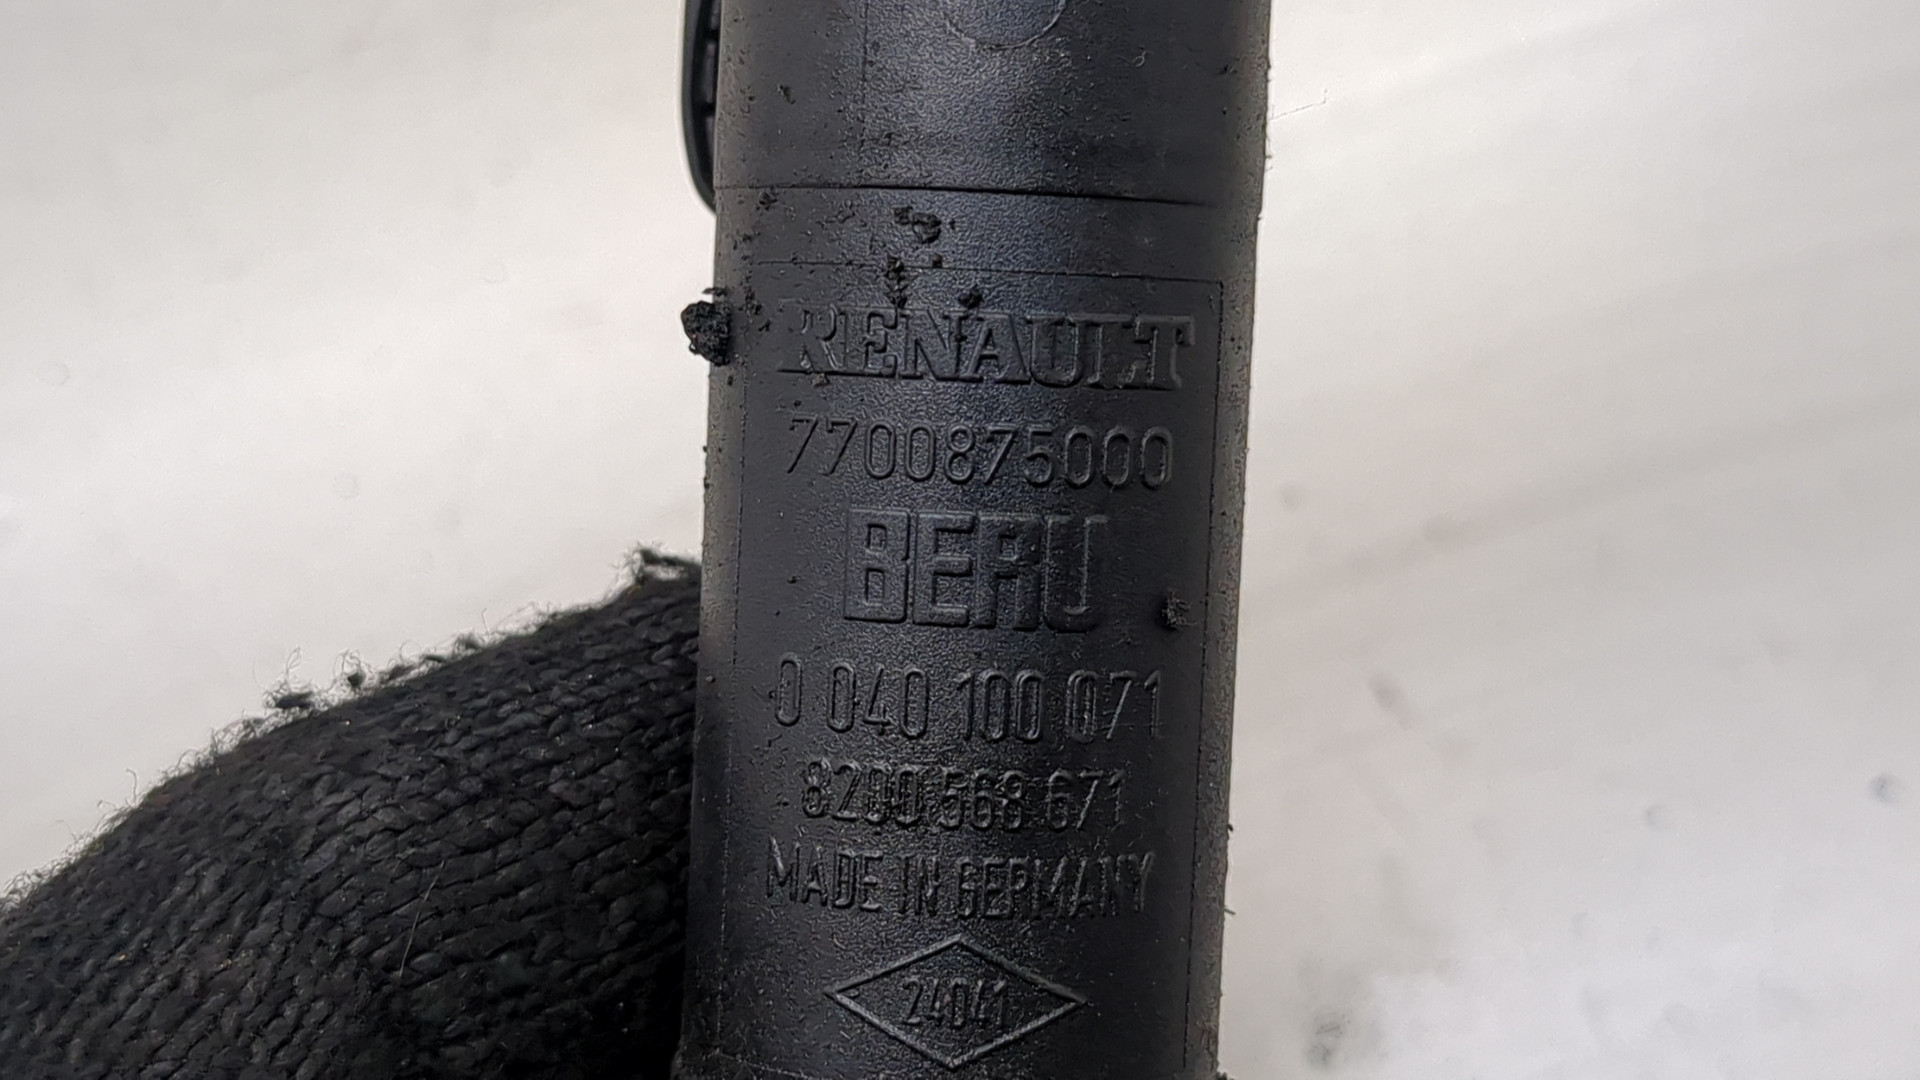 RENAULT
7700875000
BERU
0 040 100 071
8200 568 671
MADE IN GERMANY
24041